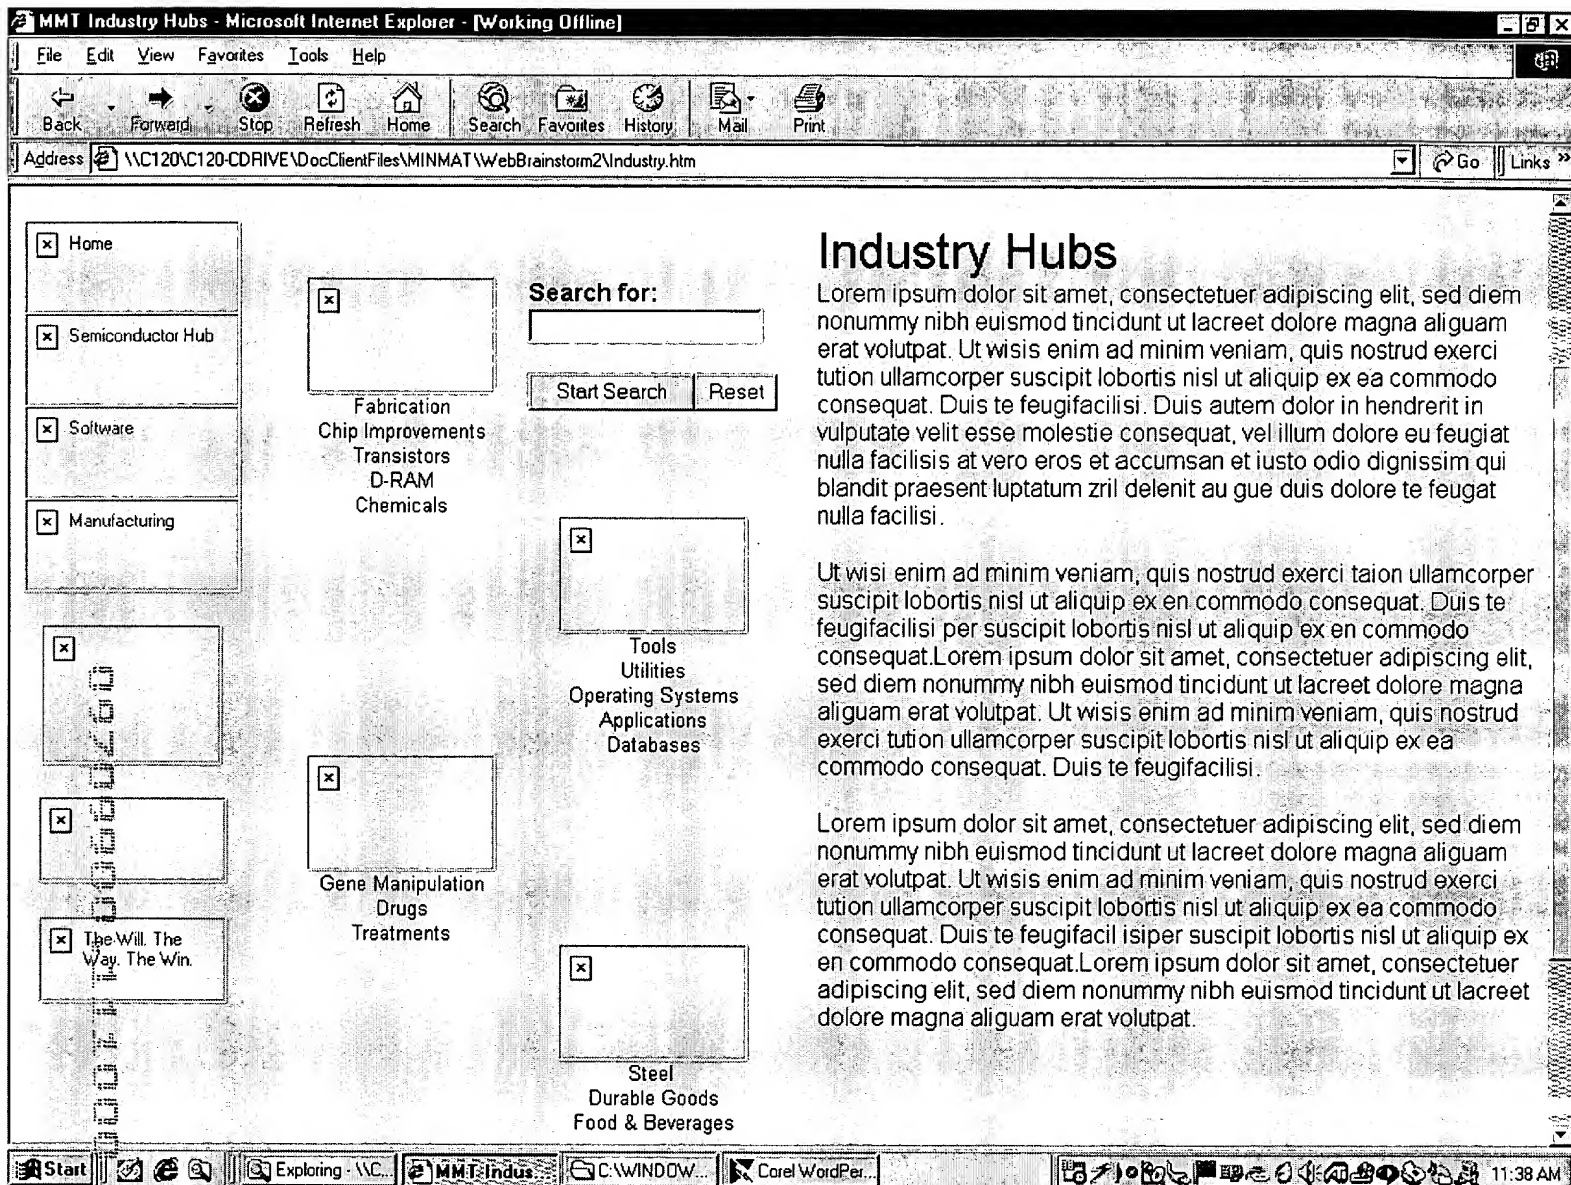 MMT Industry Hubs - Microsoft Internet Explorer - [Working Offline]
File Edit View Favorites Tools Help
Back Forward Stop Refresh Home Search Favorites History Mail Print
Address \\C120\C120-CDRIVE\DocClientFiles\MINMAT\WebBrainstorm2\Industry.htm Go Links »
Home
Semiconductor Hub
Software
Manufacturing
The Will. The
Way. The Win.
Fabrication
Chip Improvements
Transistors
D-RAM
Chemicals
Gene Manipulation
Drugs
Treatments
Search for:
Start Search Reset
Tools
Utilities
Operating Systems
Applications
Databases
Steel
Durable Goods
Food & Beverages
Industry Hubs
Lorem ipsum dolor sit amet, consectetuer adipiscing elit, sed diem
nonummy nibh euismod tincidunt ut lacreet dolore magna aliguam
erat volutpat. Ut wisis enim ad minim veniam, quis nostrud exerci
tution ullamcorper suscipit lobortis nisl ut aliquip ex ea commodo
consequat. Duis te feugifacilisi. Duis autem dolor in hendrerit in
vulputate velit esse molestie consequat, vel illum dolore eu feugiat
nulla facilisis at vero eros et accumsan et iusto odio dignissim qui
blandit praesent luptatum zril delenit au gue duis dolore te feugat
nulla facilisi.
Ut wisi enim ad minim veniam, quis nostrud exerci taion ullamcorper
suscipit lobortis nisl ut aliquip ex en commodo consequat. Duis te
feugifacilisi per suscipit lobortis nisl ut aliquip ex en commodo
consequat.Lorem ipsum dolor sit amet, consectetuer adipiscing elit,
sed diem nonummy nibh euismod tincidunt ut lacreet dolore magna
aliguam erat volutpat. Ut wisis enim ad minim veniam, quis nostrud
exerci tution ullamcorper suscipit lobortis nisl ut aliquip ex ea
commodo consequat. Duis te feugifacilisi.
Lorem ipsum dolor sit amet, consectetuer adipiscing elit, sed diem
nonummy nibh euismod tincidunt ut lacreet dolore magna aliguam
erat volutpat. Ut wisis enim ad minim veniam, quis nostrud exerci
tution ullamcorper suscipit lobortis nisl ut aliquip ex ea commodo
consequat. Duis te feugifacil isiper suscipit lobortis nisl ut aliquip ex
en commodo consequat.Lorem ipsum dolor sit amet, consectetuer
adipiscing elit, sed diem nonummy nibh euismod tincidunt ut lacreet
dolore magna aliguam erat volutpat.
Start Exploring - \\C... MMT Indus C:\WINDOW... Corel WordPer... 11:38 AM